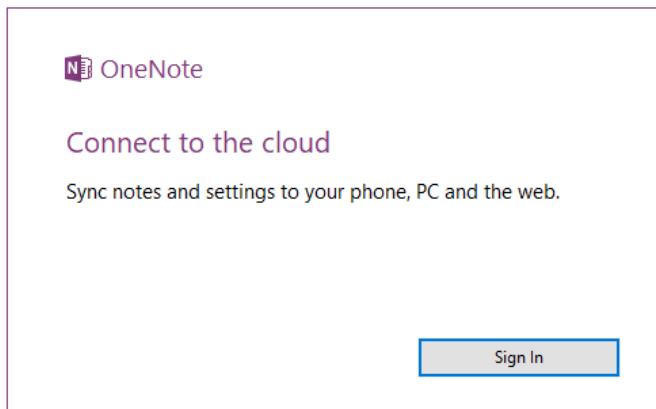 N OneNote
Connect to the cloud
Sync notes and settings to your phone, PC and the web.
Sign In